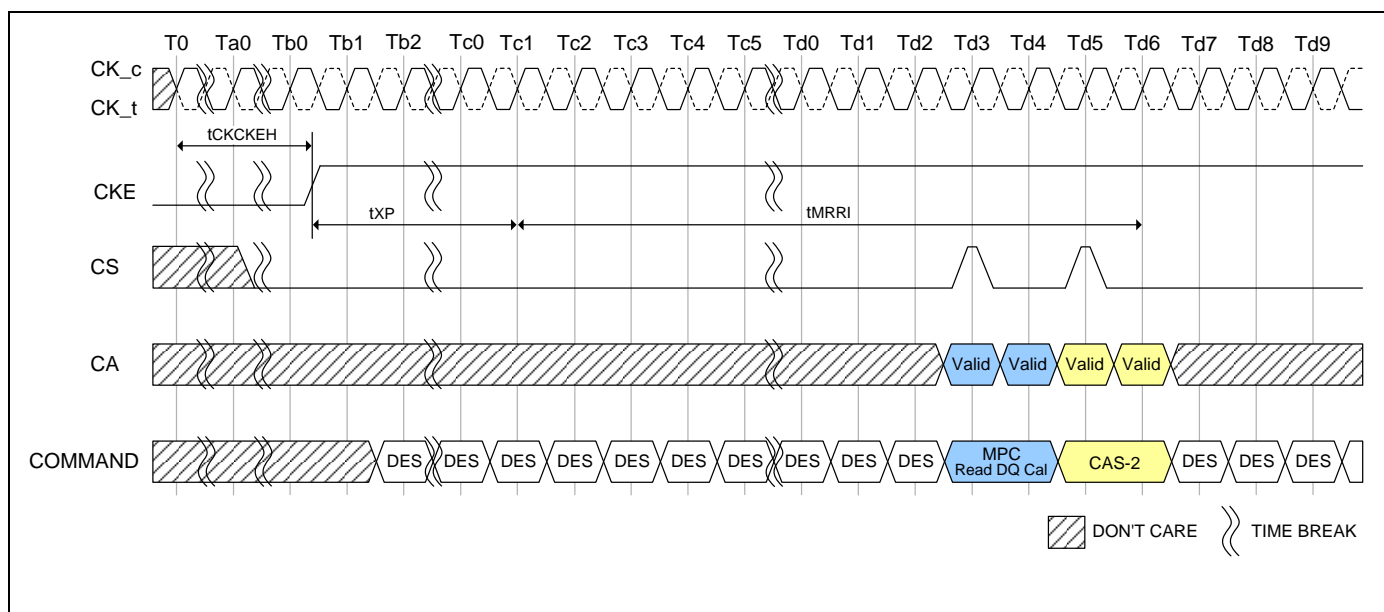 T0 Ta0 Tb0 Tb1 Tb2 Tc0 Tc1 Tc2 Tc3 Tc4 Tc5 Td0 Td1 Td2 Td3 Td4 Td5 Td6 Td7 Td8 Td9
CK_c
CK_t
tCKCKEH
CKE
tXP tMRRI
CS
CA Valid Valid Valid Valid
COMMAND DES DES DES DES DES DES DES DES DES DES MPC Read DQ Cal CAS-2 DES DES DES
DON'T CARE TIME BREAK